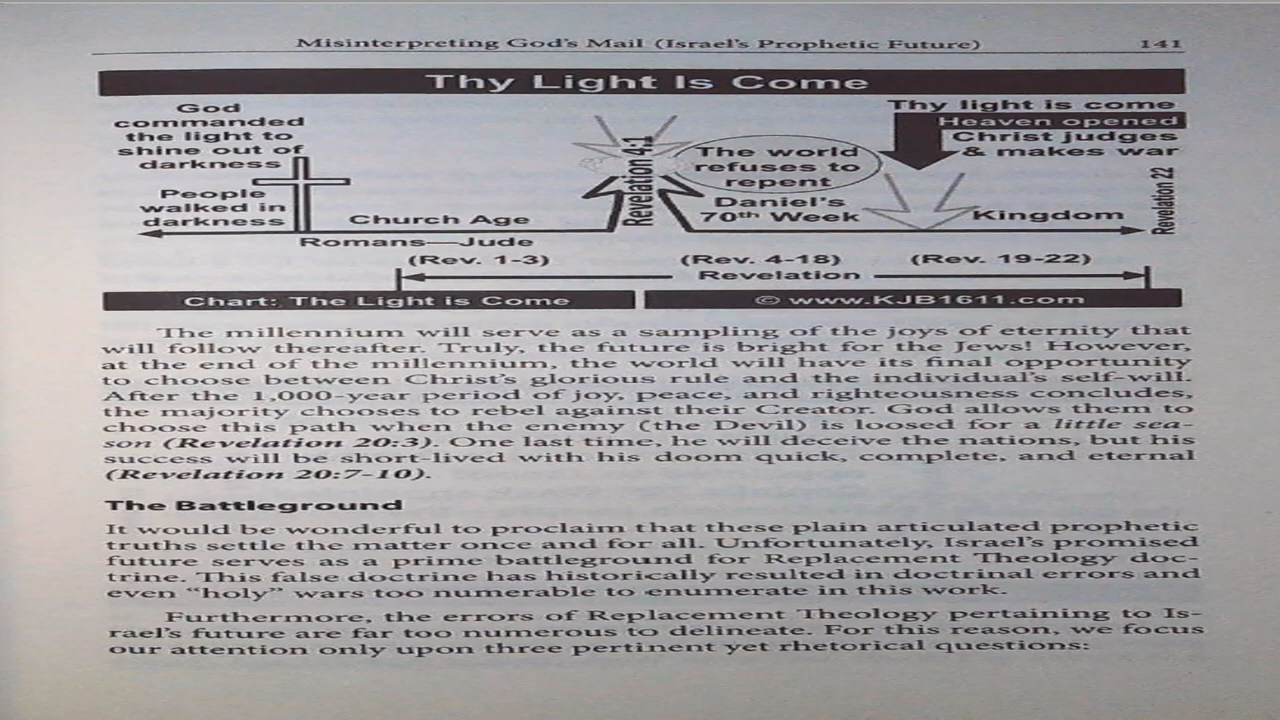 Misinterpreting God's Mail (Israel's Prophetic Future) 141
Thy Light Is Come
God
commanded
the light to
shine out of
darkness
People
walked in
darkness
Church Age
Romans—Jude
(Rev. 1-3)
Revelation 4:1
The world
refuses to
repent
Daniel's
70th Week
(Rev. 4-18)
Revelation
Thy light is come
Heaven opened
Christ judges
& makes war
Kingdom
(Rev. 19-22)
Revelation 22
Chart: The Light is Come
© www.KJB1611.com
The millennium will serve as a sampling of the joys of eternity that
will follow thereafter. Truly, the future is bright for the Jews! However,
at the end of the millennium, the world will have its final opportunity
to choose between Christ's glorious rule and the individual's self-will.
After the 1,000-year period of joy, peace, and righteousness concludes,
the majority chooses to rebel against their Creator. God allows them to
choose this path when the enemy (the Devil) is loosed for a little sea-
son (Revelation 20:3). One last time, he will deceive the nations, but his
success will be short-lived with his doom quick, complete, and eternal
(Revelation 20:7-10).
The Battleground
It would be wonderful to proclaim that these plain articulated prophetic
truths settle the matter once and for all. Unfortunately, Israel's promised
future serves as a prime battleground for Replacement Theology doc-
trine. This false doctrine has historically resulted in doctrinal errors and
even “holy” wars too numerable to enumerate in this work.
Furthermore, the errors of Replacement Theology pertaining to Is-
rael's future are far too numerous to delineate. For this reason, we focus
our attention only upon three pertinent yet rhetorical questions: